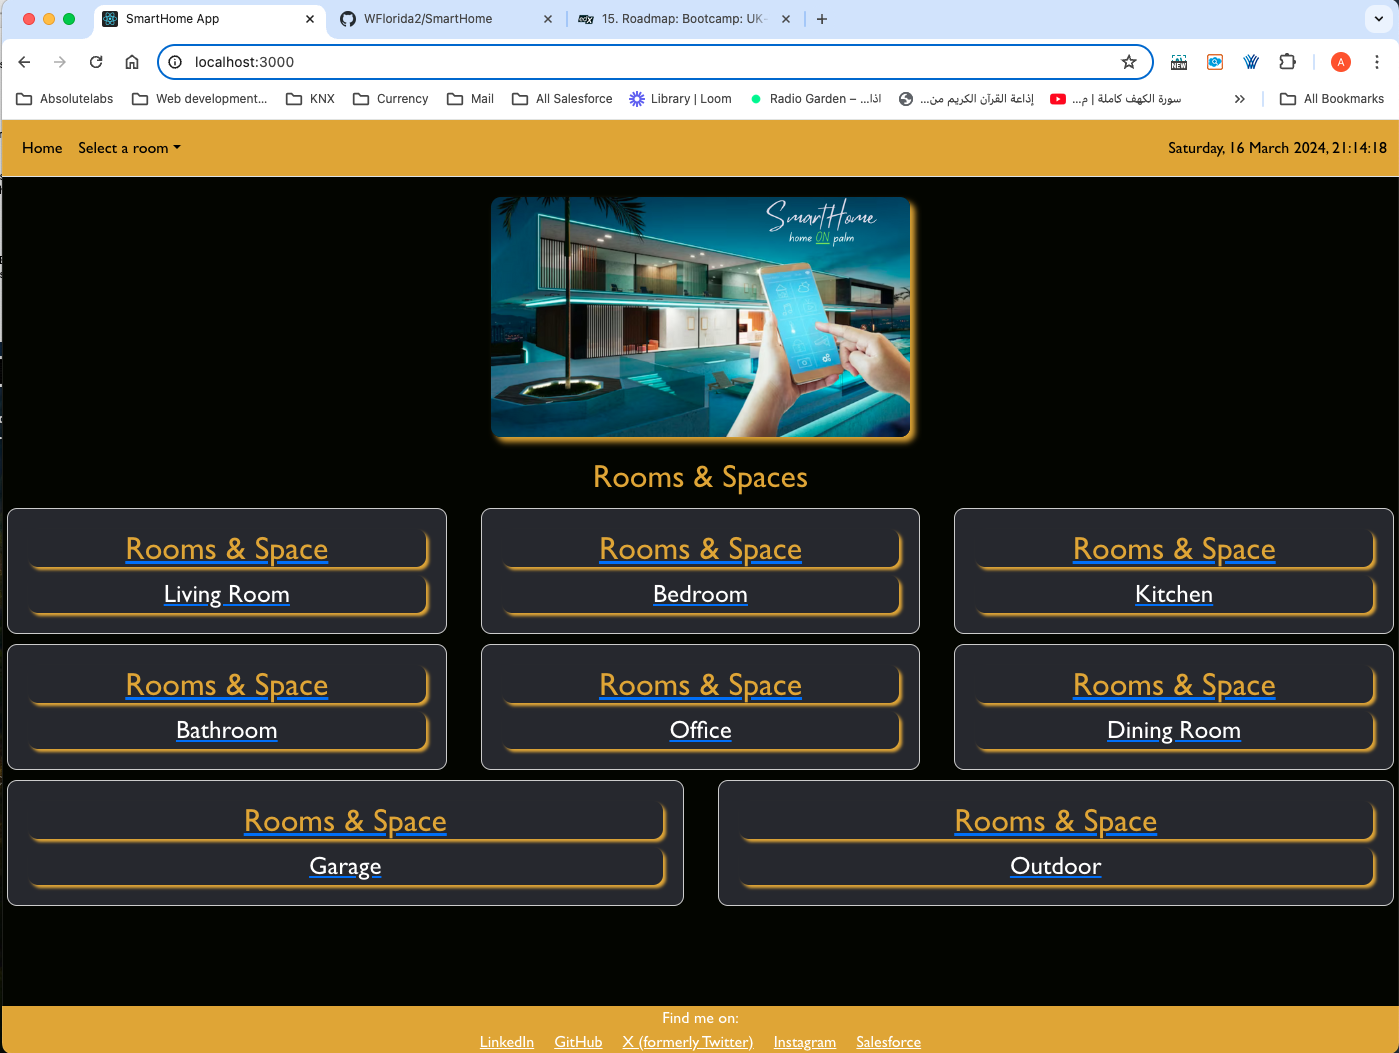 SmartHome App
WFlorida2/SmartHome
15. Roadmap: Bootcamp: UK-
localhost:3000
NEW
A
Absolutelabs
Web development...
KNX
Currency
Mail
All Salesforce
Library | Loom
Radio Garden – ...اذا
إذاعة القرآن الكريم من...
سورة الكهف كاملة | م...
All Bookmarks
Home Select a room
Saturday, 16 March 2024, 21:14:18
SmartHome
home ON palm
Rooms & Spaces
Rooms & Space
Living Room
Rooms & Space
Bedroom
Rooms & Space
Kitchen
Rooms & Space
Bathroom
Rooms & Space
Office
Rooms & Space
Dining Room
Rooms & Space
Garage
Rooms & Space
Outdoor
Find me on:
LinkedIn GitHub X (formerly Twitter) Instagram Salesforce